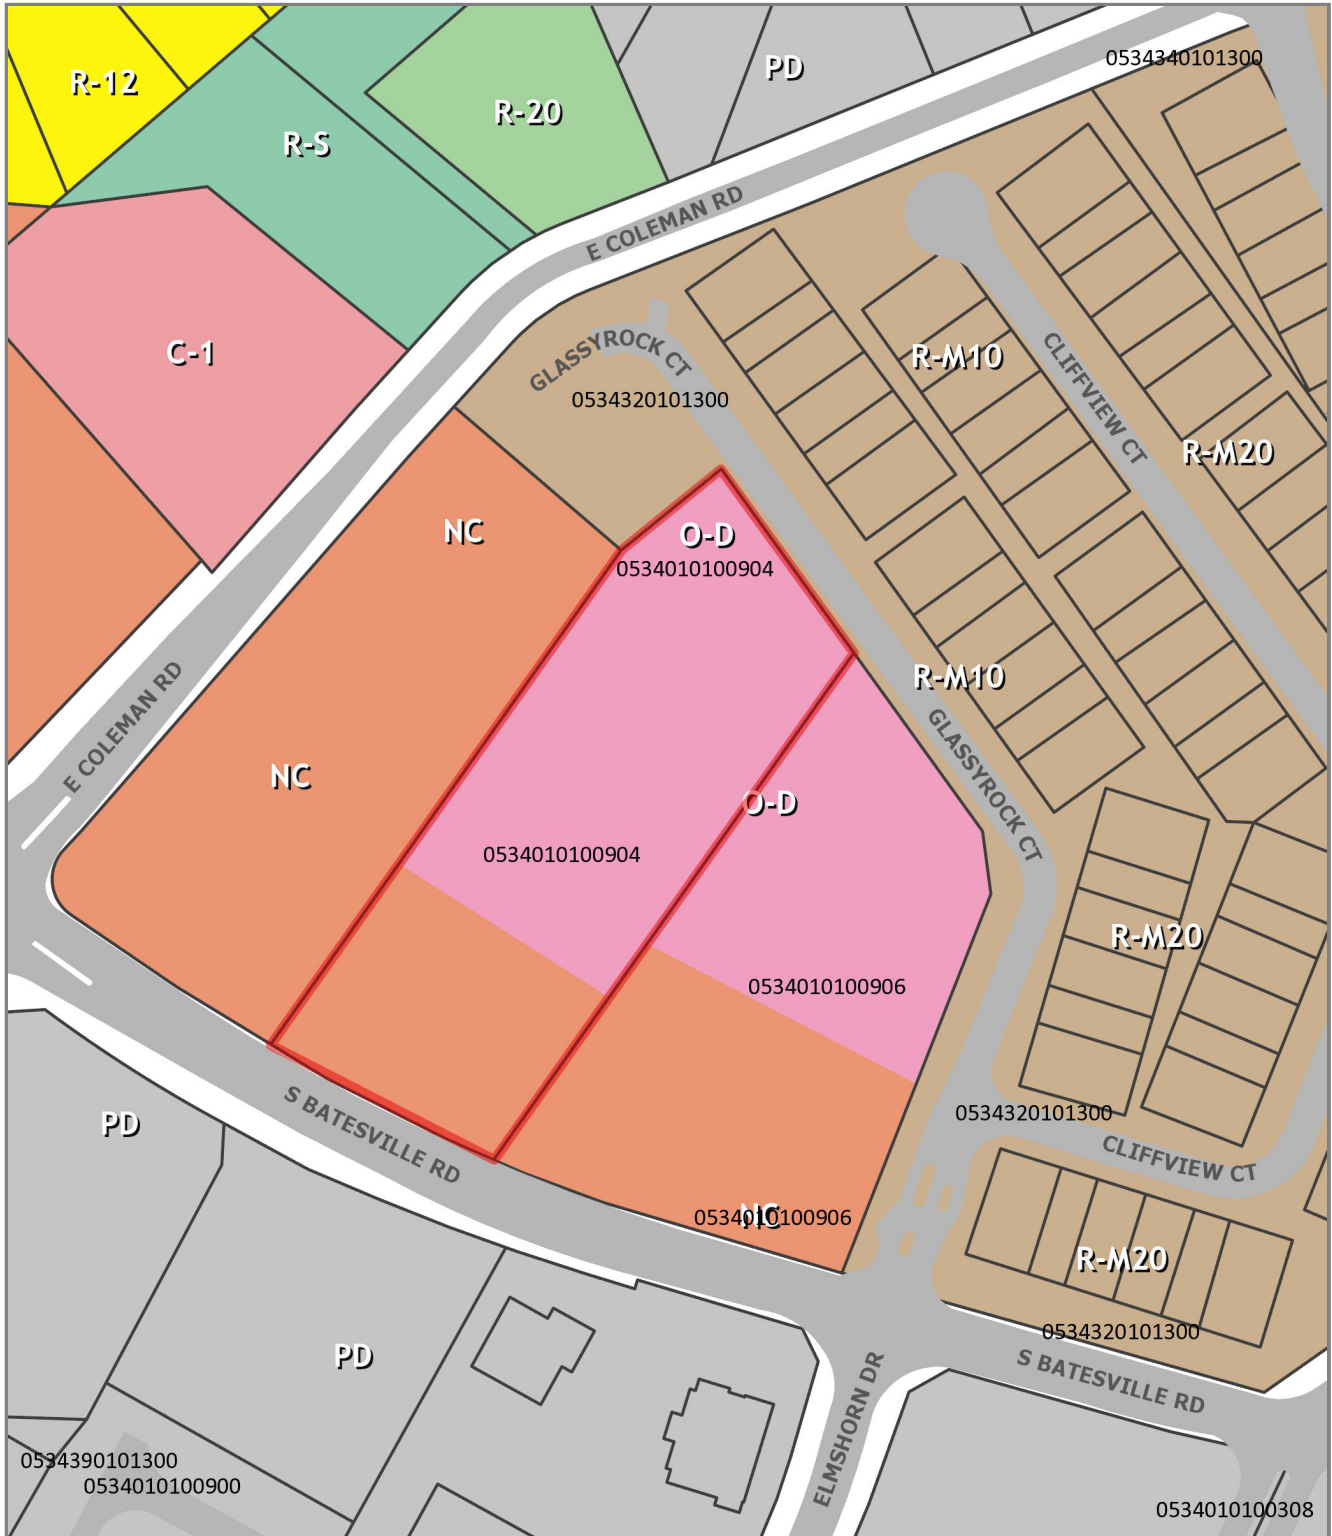 PD
0534340101300
R-12
R-20
R-S
E COLEMAN RD
C-1
GLASSYROCK CT
R-M10
CLIFFVIEW CT
0534320101300
R-M20
NC
O-D
0534010100904
E COLEMAN RD
R-M10
NC
GLASSYROCK CT
O-D
0534010100904
R-M20
0534010100906
S BATESVILLE RD
PD
0534320101300
CLIFFVIEW CT
NC
0534010100906
R-M20
0534320101300
PD
ELMSHORN DR
S BATESVILLE RD
0534390101300
0534010100900
0534010100308